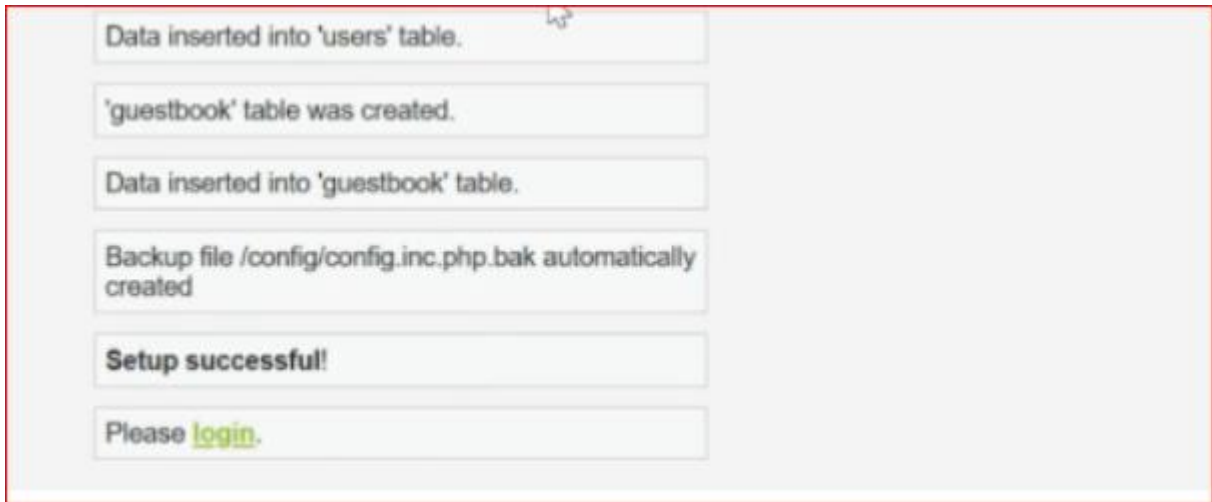 Data inserted into 'users' table.
'guestbook' table was created.
Data inserted into 'guestbook' table.
Backup file /config/config.inc.php.bak automatically
created
Setup successful!
Please login.